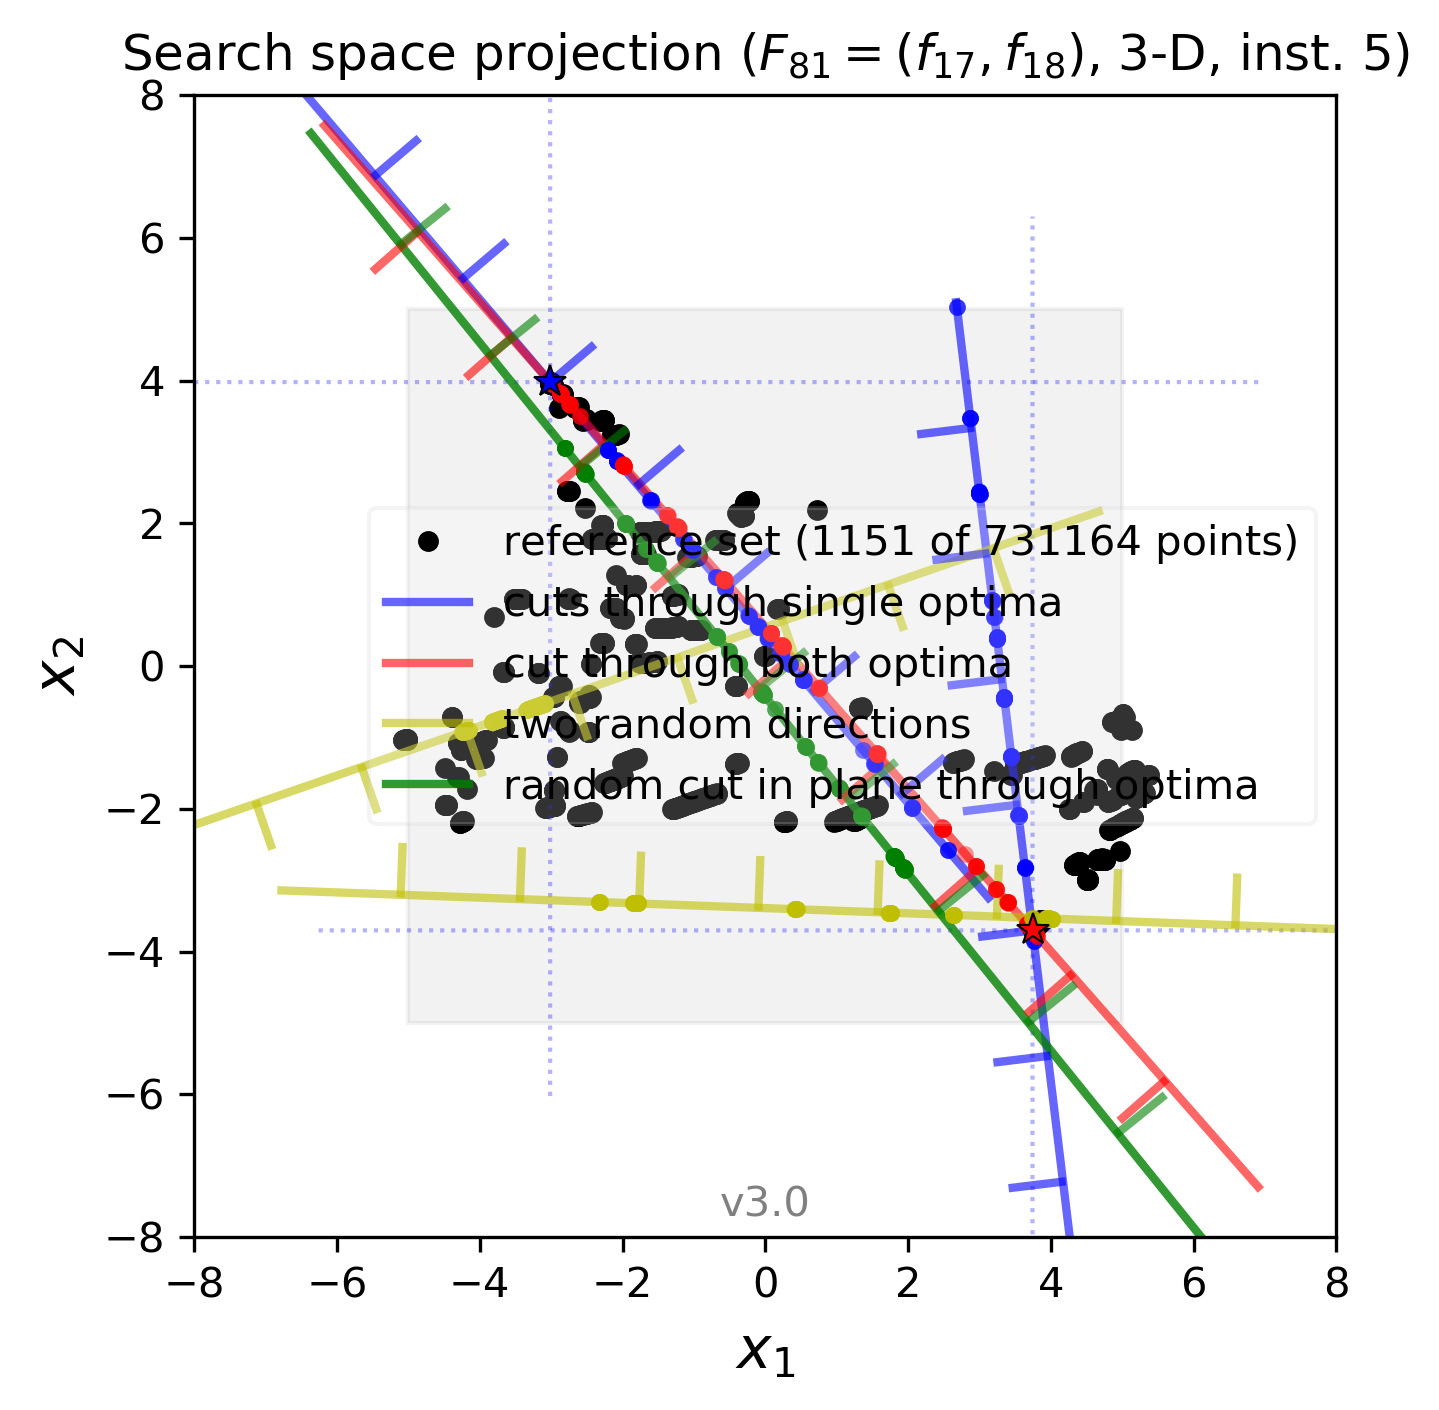 Search space projection (F81 = (f17, f18), 3-D, inst. 5)
8
6
4
2
0
−2
−4
−6
−8
x2
reference set (1151 of 731164 points)
cuts through single optima
cut through both optima
two random directions
random cut in plane through optima
v3.0
−8 −6 −4 −2 0 2 4 6 8
x1